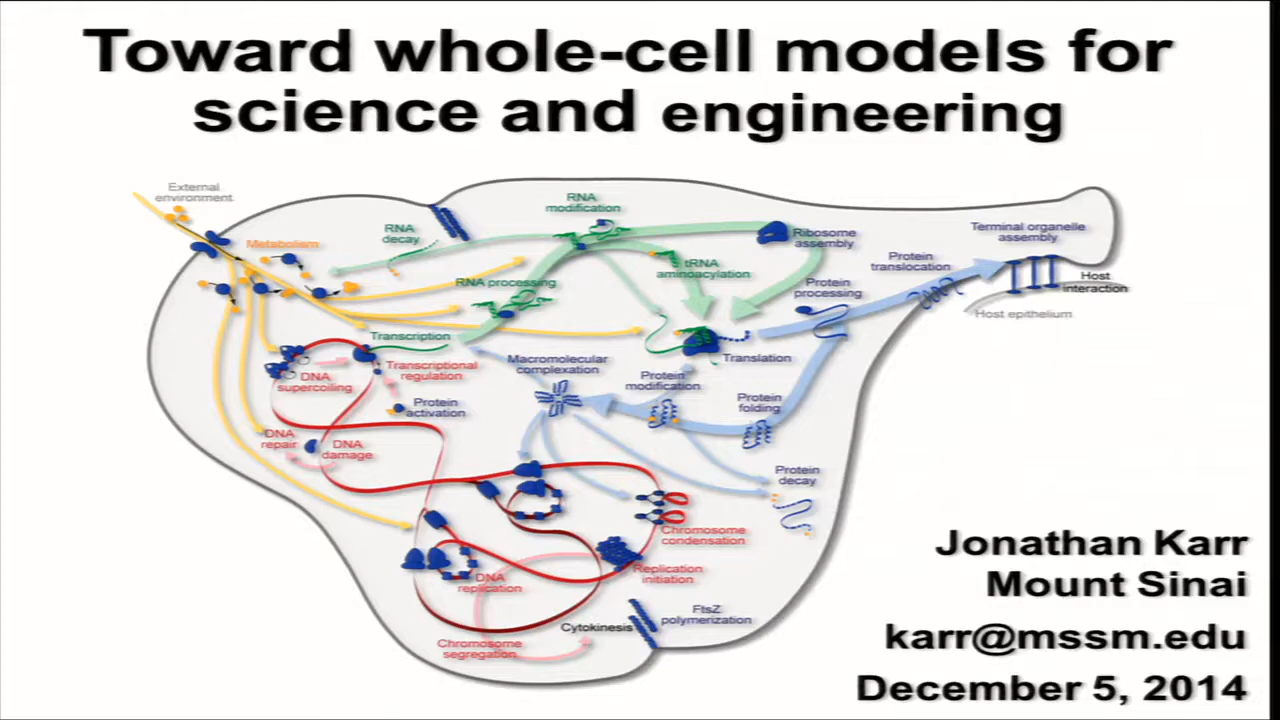 Toward whole-cell models for
science and engineering
External
environment
Metabolism
RNA
decay
RNA
modification
Ribosome
assembly
tRNA
aminoacylation
RNA processing
Protein
processing
Protein
translocation
Terminal organelle
assembly
Host
interaction
Host epithelium
Transcription
Transcriptional
regulation
DNA
supercoiling
Protein
activation
Macromolecular
complexation
Protein
modification
Translation
Protein
folding
DNA
repair
DNA
damage
Protein
decay
Chromosome
condensation
Replication
initiation
DNA
replication
Chromosome
segregation
Cytokinesis
FtsZ
polymerization
Jonathan Karr
Mount Sinai
karr@mssm.edu
December 5, 2014